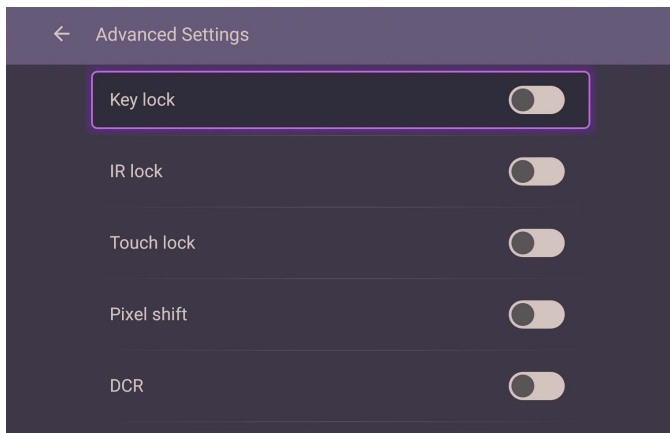 Advanced Settings
Key lock
IR lock
Touch lock
Pixel shift
DCR